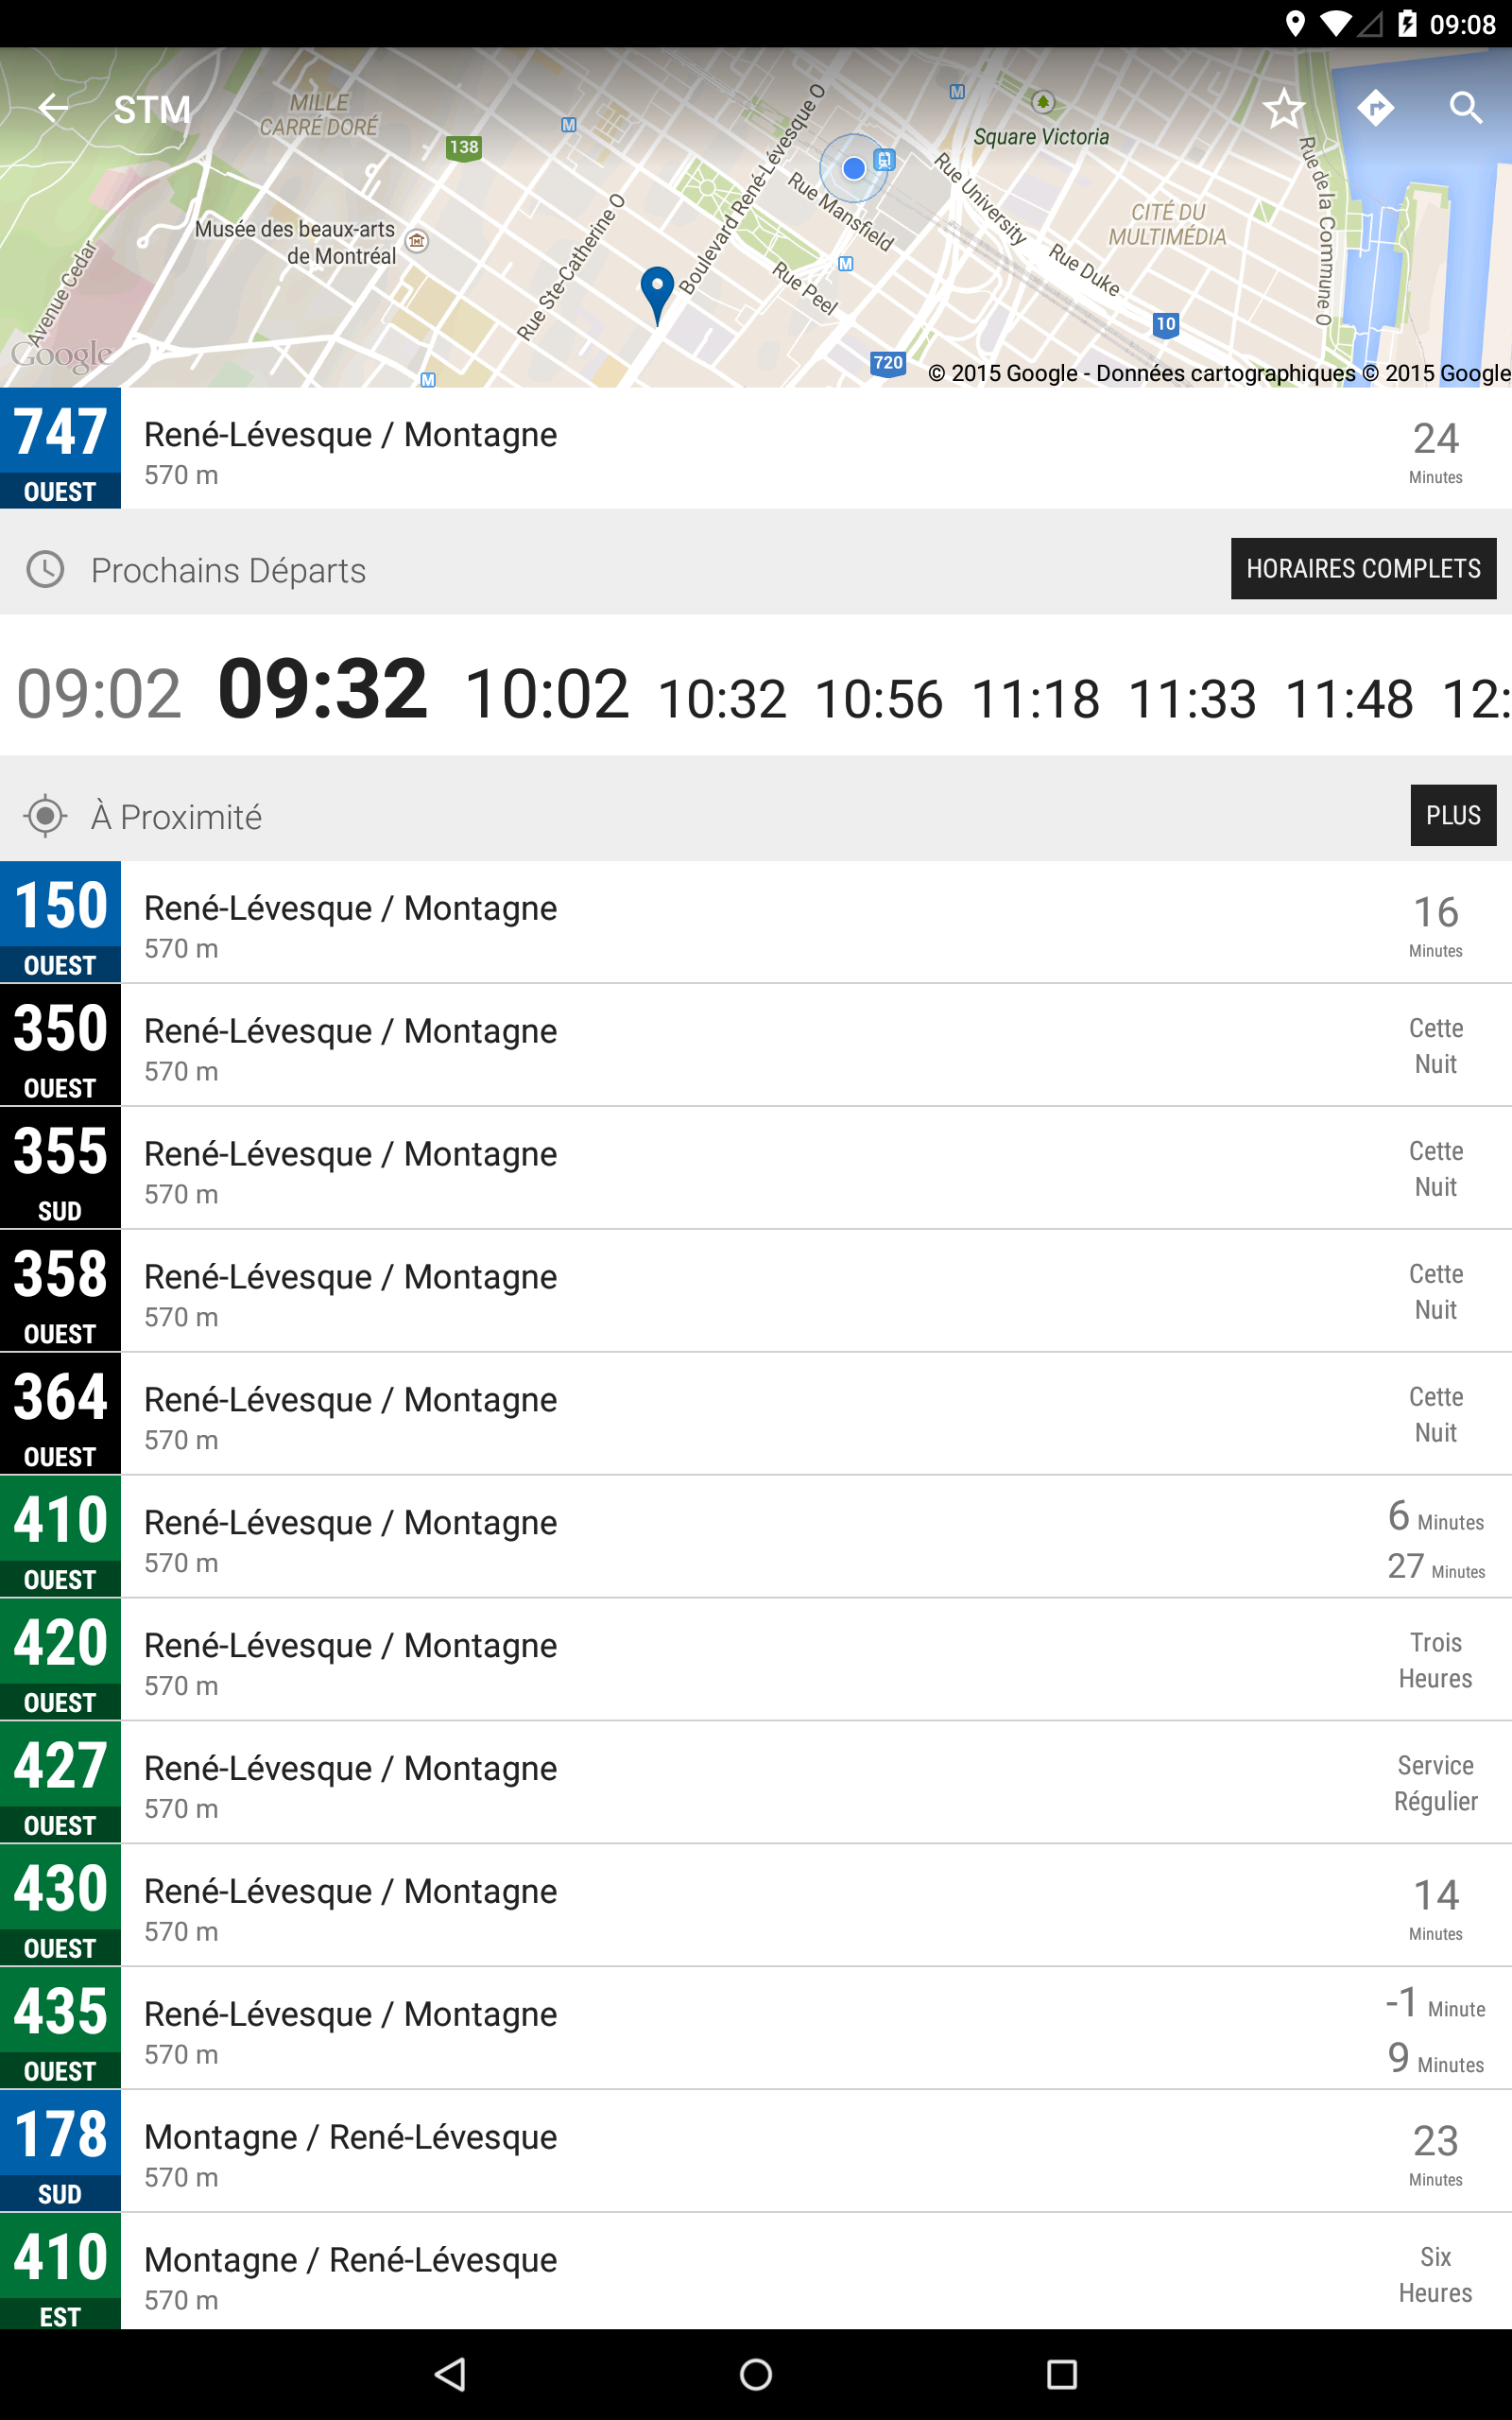 09:08
STM
MILLE
CARRÉ DORÉ
138
M
M
Square Victoria
Boulevard René-Lévesque O
Rue Mansfield
Rue University
Rue de la Commune O
CITÉ DU
MULTIMÉDIA
Musée des beaux-arts
de Montréal
Rue Ste-Catherine O
Avenue Cedar
M
Rue Peel
Rue Duke
10
720
Google
M
© 2015 Google - Données cartographiques © 2015 Google
747
OUEST
René-Lévesque / Montagne
570 m
24
Minutes
Prochains Départs
HORAIRES COMPLETS
09:02 09:32 10:02 10:32 10:56 11:18 11:33 11:48 12:
À Proximité
PLUS
150
OUEST
René-Lévesque / Montagne
570 m
16
Minutes
350
OUEST
René-Lévesque / Montagne
570 m
Cette
Nuit
355
SUD
René-Lévesque / Montagne
570 m
Cette
Nuit
358
OUEST
René-Lévesque / Montagne
570 m
Cette
Nuit
364
OUEST
René-Lévesque / Montagne
570 m
Cette
Nuit
410
OUEST
René-Lévesque / Montagne
570 m
6 Minutes
27 Minutes
420
OUEST
René-Lévesque / Montagne
570 m
Trois
Heures
427
OUEST
René-Lévesque / Montagne
570 m
Service
Régulier
430
OUEST
René-Lévesque / Montagne
570 m
14
Minutes
435
OUEST
René-Lévesque / Montagne
570 m
-1 Minute
9 Minutes
178
SUD
Montagne / René-Lévesque
570 m
23
Minutes
410
EST
Montagne / René-Lévesque
570 m
Six
Heures